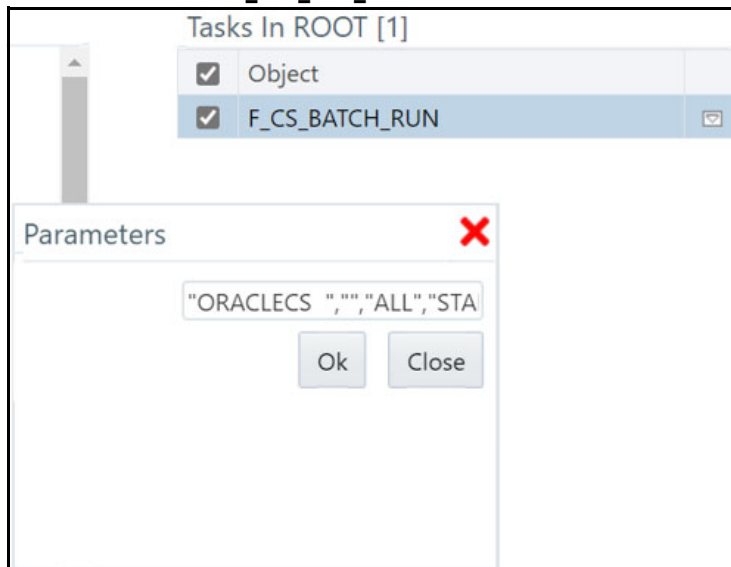 Tasks In ROOT [1]
Object
F_CS_BATCH_RUN
Parameters
"ORACLECS ","","ALL","STA
Ok Close